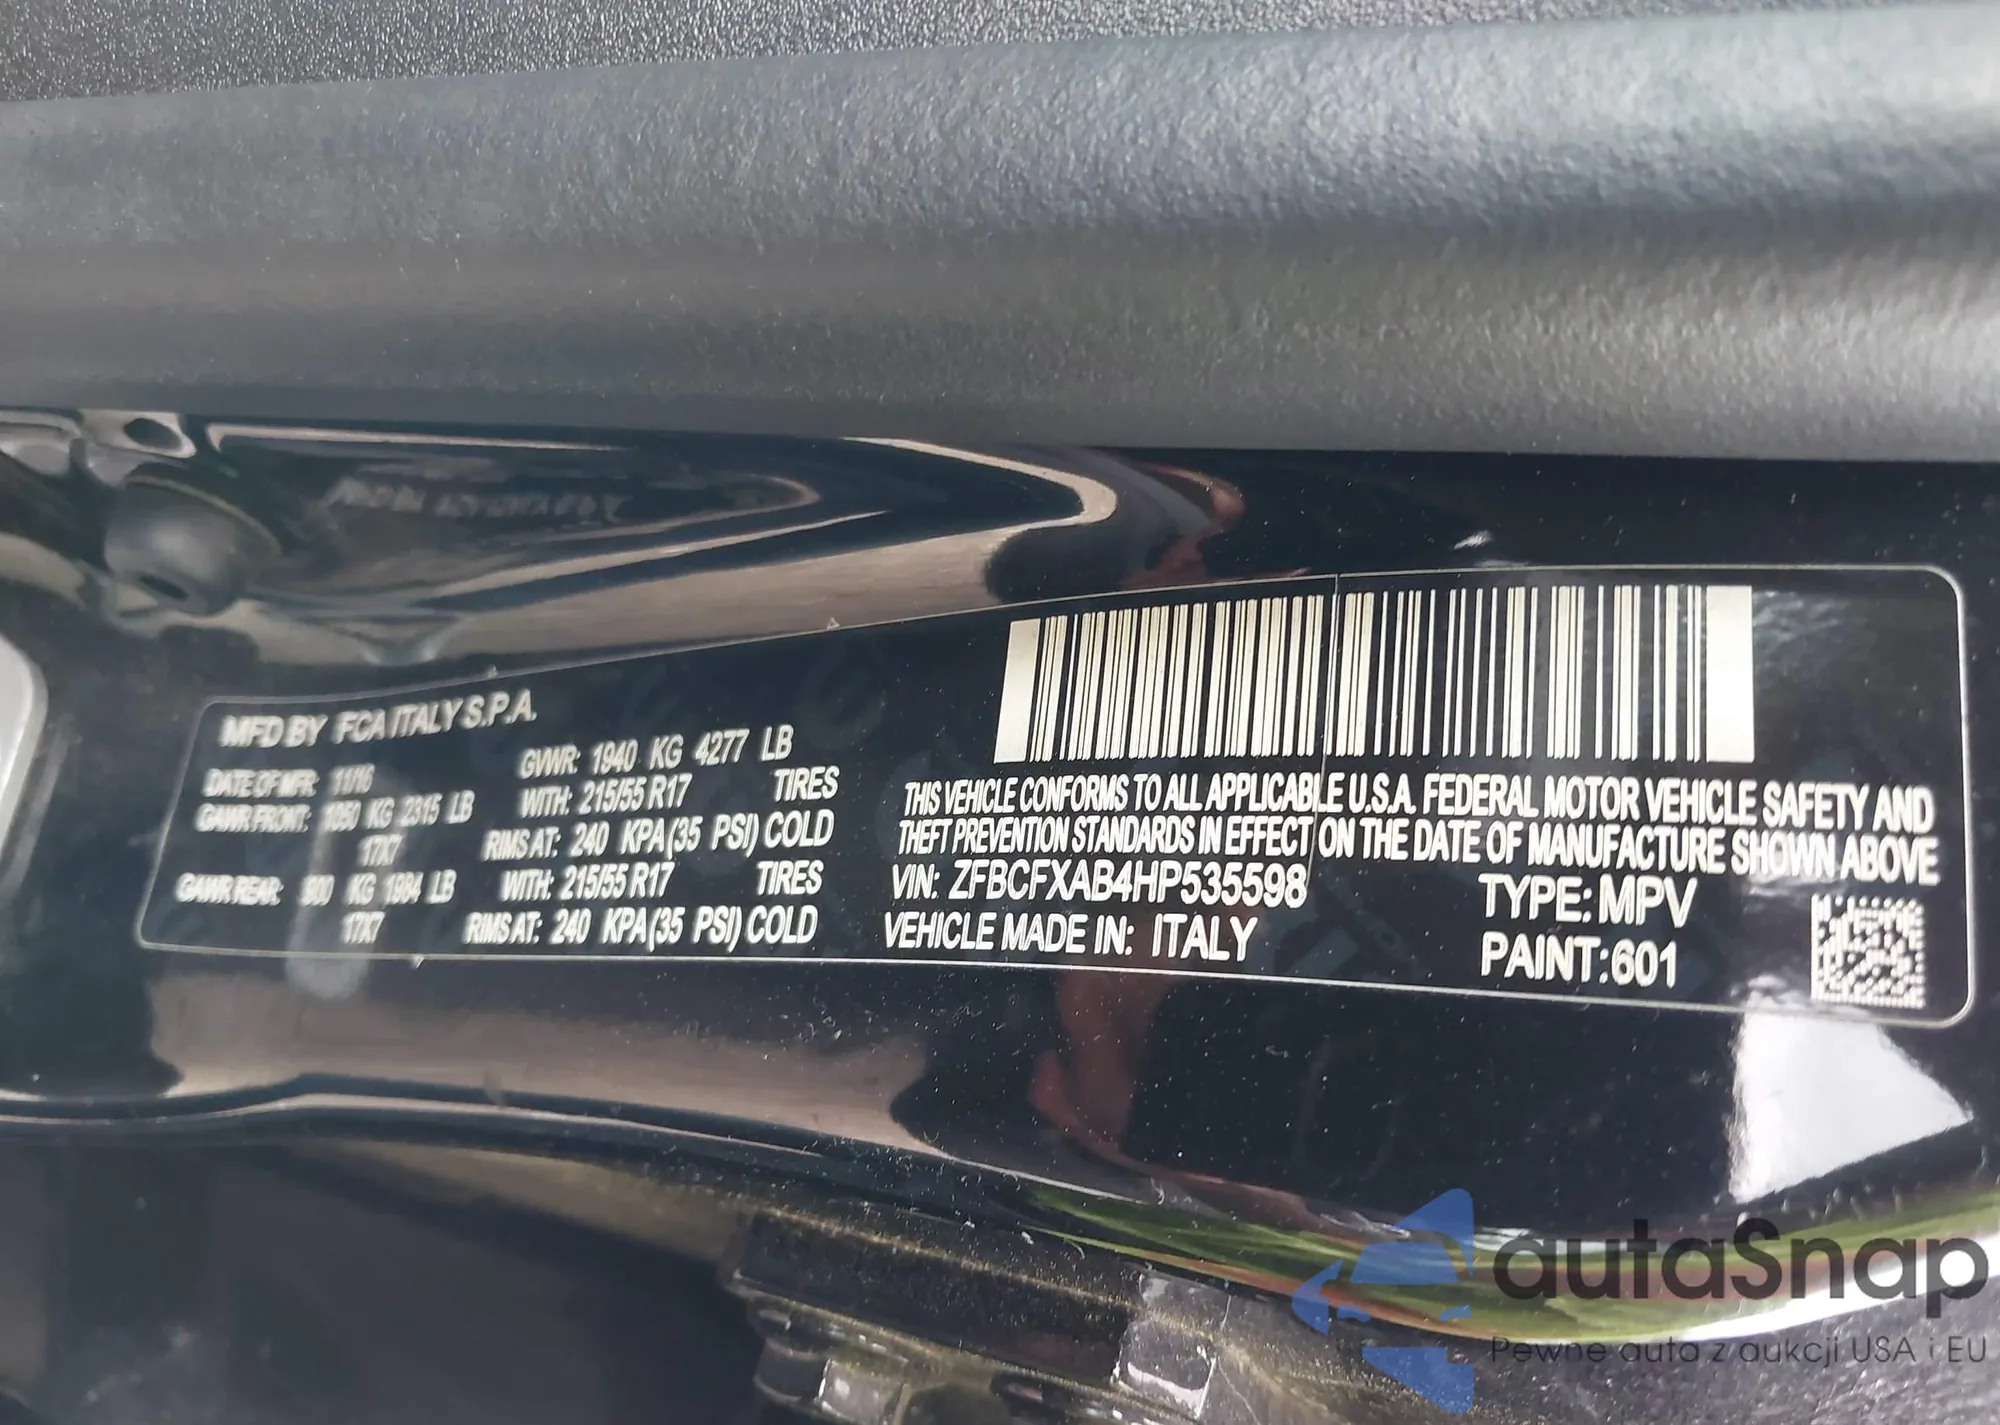 MFD BY FCA ITALY S.P.A.
DATE OF MFR: 11/16 GVWR: 1940 KG 4277 LB
GAWR FRONT: 1050 KG 2315 LB WITH: 215/55 R17 TIRES
17X7 RIMS AT: 240 KPA(35 PSI) COLD
GAWR REAR: 900 KG 1984 LB WITH: 215/55 R17 TIRES
17X7 RIMS AT: 240 KPA(35 PSI) COLD
THIS VEHICLE CONFORMS TO ALL APPLICABLE U.S.A. FEDERAL MOTOR VEHICLE SAFETY AND
THEFT PREVENTION STANDARDS IN EFFECT ON THE DATE OF MANUFACTURE SHOWN ABOVE
VIN: ZFBCFXAB4HP535598 TYPE: MPV
VEHICLE MADE IN: ITALY PAINT:601
autaSnap
Pewne auta z aukcji USA i EU